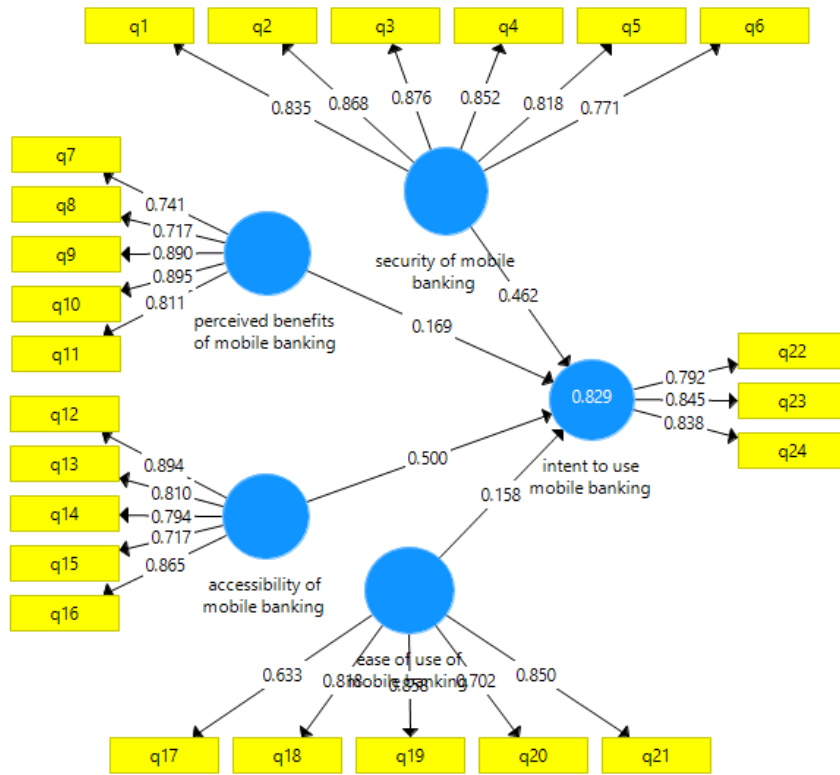 q1
q2
q3
q4
q5
q6
0.835
0.868
0.876
0.852
0.818
0.771
q7
q8
q9
q10
q11
0.741
0.717
0.890
0.895
0.811
security of mobile
banking
0.462
perceived benefits
of mobile banking
0.169
q12
q13
q14
q15
q16
0.894
0.810
0.794
0.717
0.865
accessibility of
mobile banking
0.500
0.829
intent to use
mobile banking
0.792
0.845
0.838
q22
q23
q24
0.158
ease of use of
mobile banking
0.633
0.858
0.702
0.850
q17
q18
q19
q20
q21